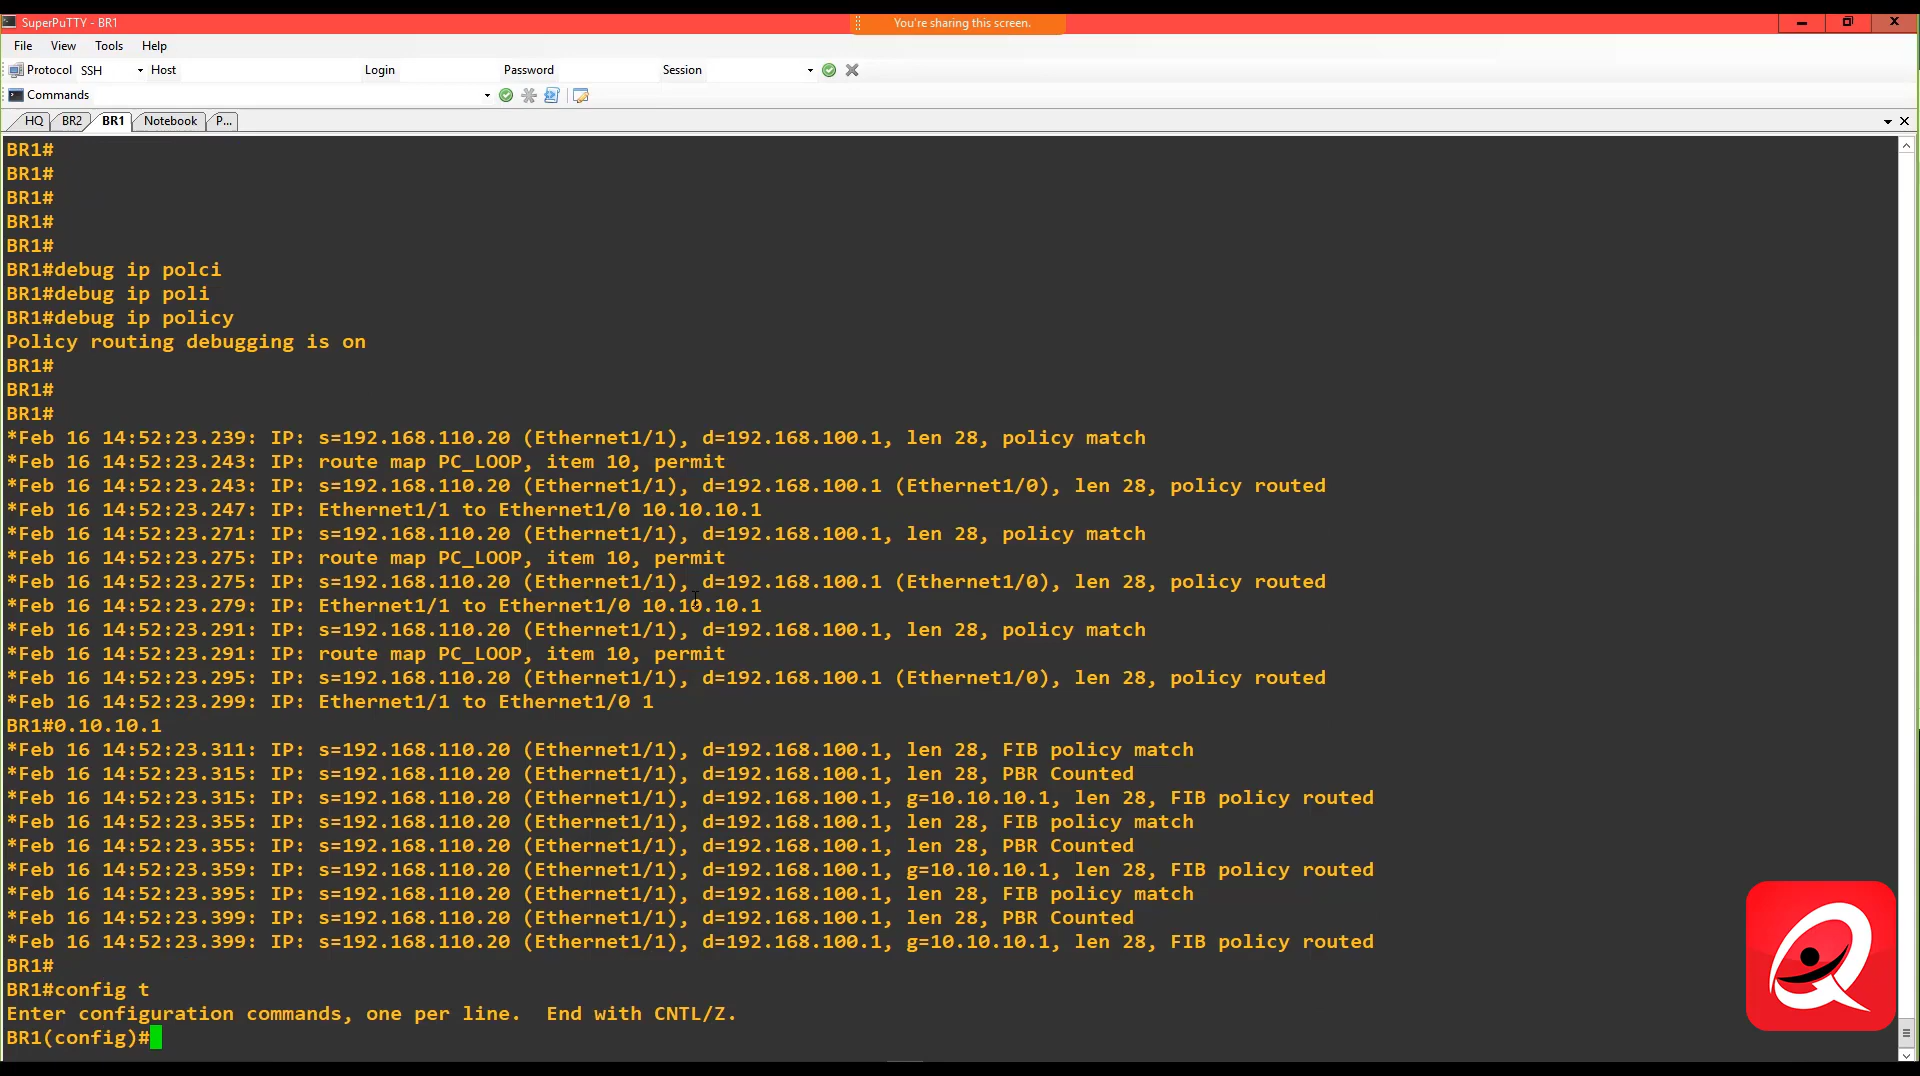 SuperPuTTY - BR1
You're sharing this screen.
File View Tools Help
Protocol SSH Host Login Password Session
Commands
HQ BR2 BR1 Notebook P...
BR1#
BR1#
BR1#
BR1#
BR1#
BR1#debug ip polci
BR1#debug ip poli
BR1#debug ip policy
Policy routing debugging is on
BR1#
BR1#
BR1#
*Feb 16 14:52:23.239: IP: s=192.168.110.20 (Ethernet1/1), d=192.168.100.1, len 28, policy match
*Feb 16 14:52:23.243: IP: route map PC_LOOP, item 10, permit
*Feb 16 14:52:23.243: IP: s=192.168.110.20 (Ethernet1/1), d=192.168.100.1 (Ethernet1/0), len 28, policy routed
*Feb 16 14:52:23.247: IP: Ethernet1/1 to Ethernet1/0 10.10.10.1
*Feb 16 14:52:23.271: IP: s=192.168.110.20 (Ethernet1/1), d=192.168.100.1, len 28, policy match
*Feb 16 14:52:23.275: IP: route map PC_LOOP, item 10, permit
*Feb 16 14:52:23.275: IP: s=192.168.110.20 (Ethernet1/1), d=192.168.100.1 (Ethernet1/0), len 28, policy routed
*Feb 16 14:52:23.279: IP: Ethernet1/1 to Ethernet1/0 10.10.10.1
*Feb 16 14:52:23.291: IP: s=192.168.110.20 (Ethernet1/1), d=192.168.100.1, len 28, policy match
*Feb 16 14:52:23.291: IP: route map PC_LOOP, item 10, permit
*Feb 16 14:52:23.295: IP: s=192.168.110.20 (Ethernet1/1), d=192.168.100.1 (Ethernet1/0), len 28, policy routed
*Feb 16 14:52:23.299: IP: Ethernet1/1 to Ethernet1/0 1
BR1#0.10.10.1
*Feb 16 14:52:23.311: IP: s=192.168.110.20 (Ethernet1/1), d=192.168.100.1, len 28, FIB policy match
*Feb 16 14:52:23.315: IP: s=192.168.110.20 (Ethernet1/1), d=192.168.100.1, len 28, PBR Counted
*Feb 16 14:52:23.315: IP: s=192.168.110.20 (Ethernet1/1), d=192.168.100.1, g=10.10.10.1, len 28, FIB policy routed
*Feb 16 14:52:23.355: IP: s=192.168.110.20 (Ethernet1/1), d=192.168.100.1, len 28, FIB policy match
*Feb 16 14:52:23.355: IP: s=192.168.110.20 (Ethernet1/1), d=192.168.100.1, len 28, PBR Counted
*Feb 16 14:52:23.359: IP: s=192.168.110.20 (Ethernet1/1), d=192.168.100.1, g=10.10.10.1, len 28, FIB policy routed
*Feb 16 14:52:23.395: IP: s=192.168.110.20 (Ethernet1/1), d=192.168.100.1, len 28, FIB policy match
*Feb 16 14:52:23.399: IP: s=192.168.110.20 (Ethernet1/1), d=192.168.100.1, len 28, PBR Counted
*Feb 16 14:52:23.399: IP: s=192.168.110.20 (Ethernet1/1), d=192.168.100.1, g=10.10.10.1, len 28, FIB policy routed
BR1#
BR1#config t
Enter configuration commands, one per line.  End with CNTL/Z.
BR1(config)#